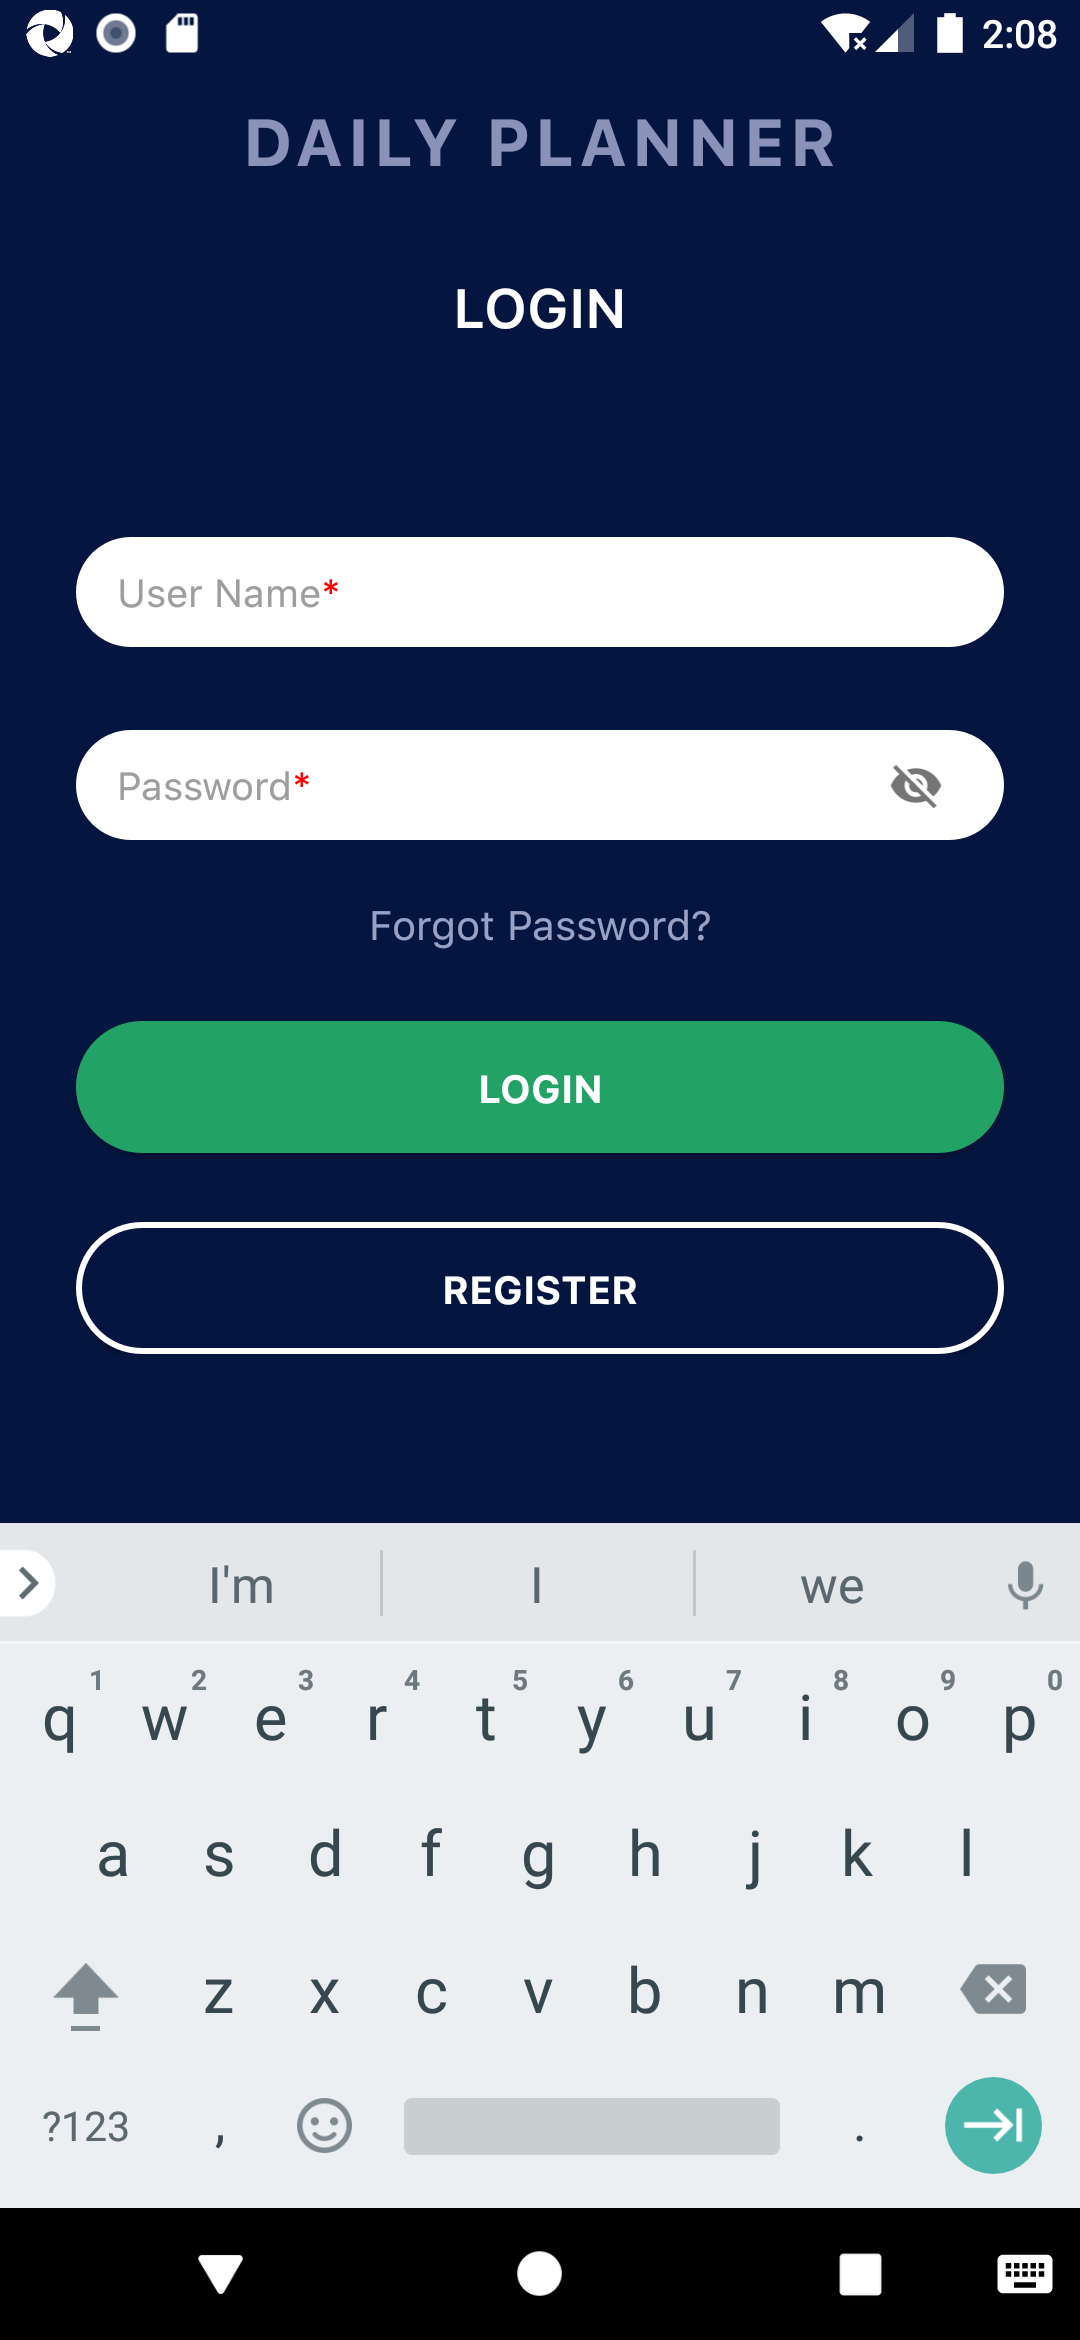 2:08
DAILY PLANNER
LOGIN
User Name*
Password*
Forgot Password?
LOGIN
REGISTER
I'm I we
1 2 3 4 5 6 7 8 9 0
q w e r t y u i o p
a s d f g h j k l
z x c v b n m
?123 , .